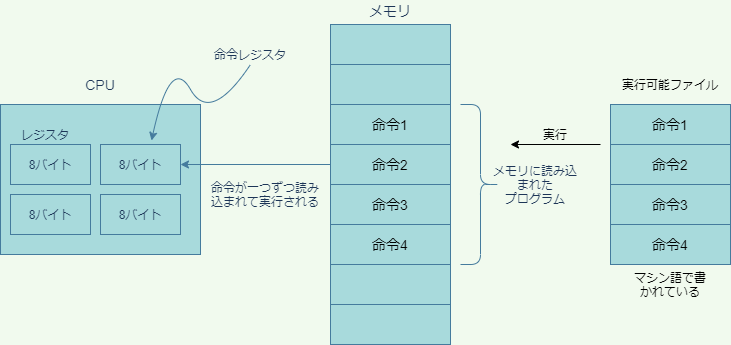 メモリ
命令レジスタ
CPU
実行可能ファイル
レジスタ
8バイト
8バイト
8バイト
8バイト
命令が一つずつ読み
込まれて実行される
命令1
命令2
命令3
命令4
メモリに読み込
まれた
プログラム
実行
命令1
命令2
命令3
命令4
マシン語で書
かれている